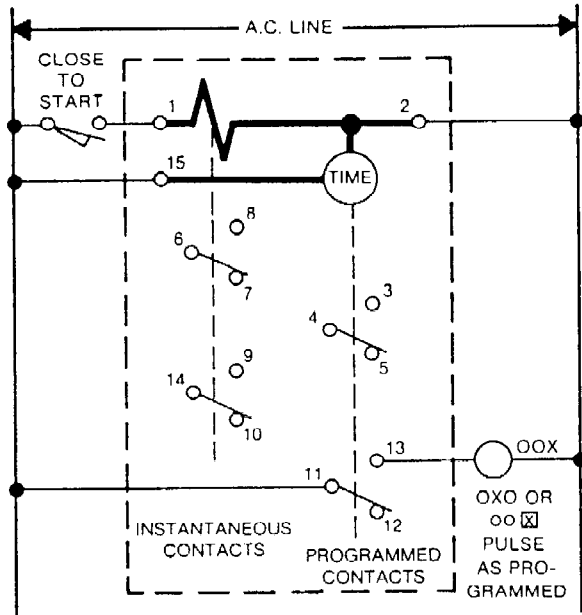 A.C. LINE
CLOSE
TO
START
1
2
15
TIME
8
6
7
3
4
5
9
14
10
13
OOX
11
12
INSTANTANEOUS
CONTACTS
PROGRAMMED
CONTACTS
OXO OR
oo X
PULSE
AS PRO-
GRAMMED